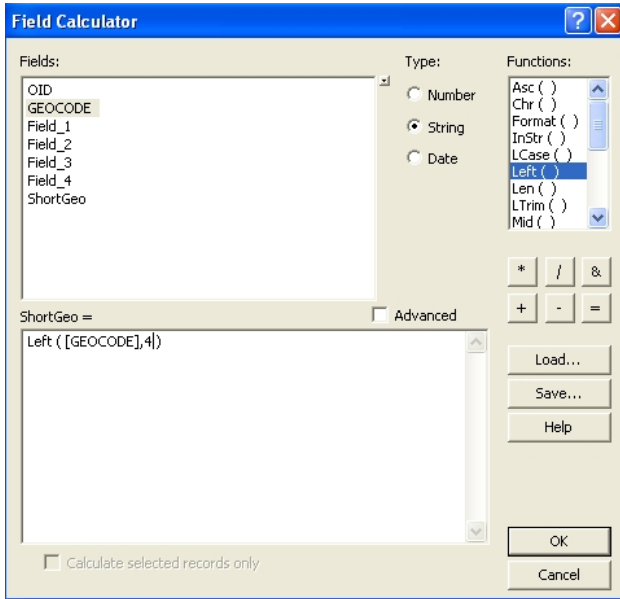 Field Calculator
Fields:
OID
GEOCODE
Field_1
Field_2
Field_3
Field_4
ShortGeo
Type:
Number
String
Date
Functions:
Asc ( )
Chr ( )
Format ( )
InStr ( )
LCase ( )
Left ( )
Len ( )
LTrim ( )
Mid ( )
* / &
+ - =
ShortGeo =
Advanced
Left ( [GEOCODE],4 )
Load...
Save...
Help
Calculate selected records only
OK
Cancel